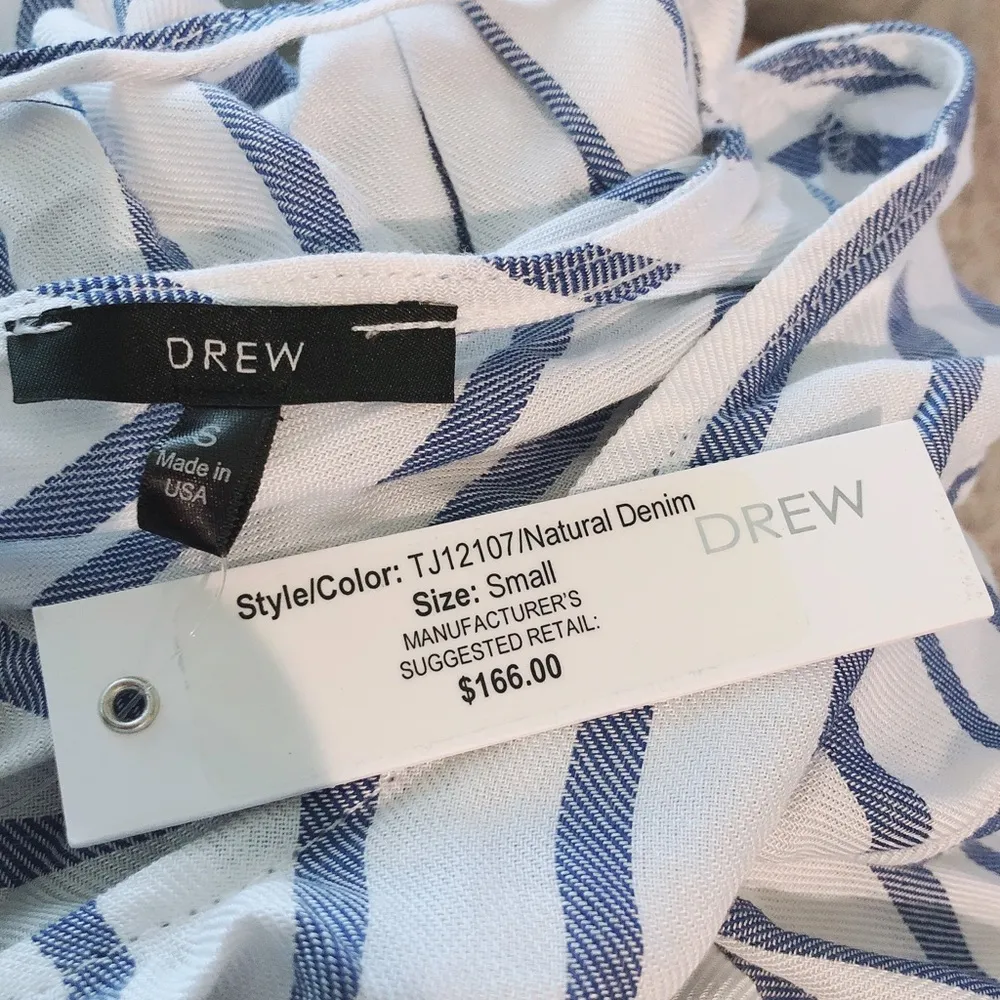 DREW
S
Made in
USA
DREW
Style/Color: TJ12107/Natural Denim
Size: Small
MANUFACTURER'S
SUGGESTED RETAIL:
$166.00